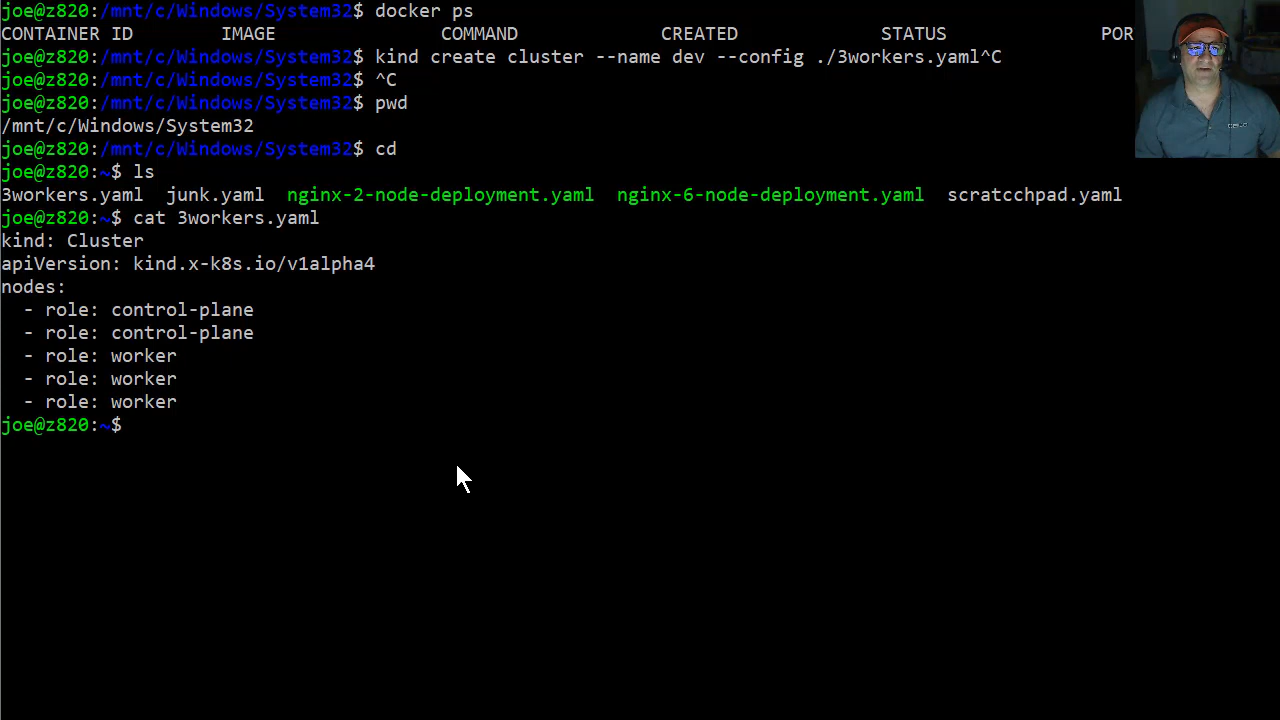 joe@z820:/mnt/c/Windows/System32$ docker ps
CONTAINER ID        IMAGE               COMMAND             CREATED             STATUS              POR
joe@z820:/mnt/c/Windows/System32$ kind create cluster --name dev --config ./3workers.yaml^C
joe@z820:/mnt/c/Windows/System32$ ^C
joe@z820:/mnt/c/Windows/System32$ pwd
/mnt/c/Windows/System32
joe@z820:/mnt/c/Windows/System32$ cd
joe@z820:~$ ls
3workers.yaml  junk.yaml  nginx-2-node-deployment.yaml  nginx-6-node-deployment.yaml  scratcchpad.yaml
joe@z820:~$ cat 3workers.yaml
kind: Cluster
apiVersion: kind.x-k8s.io/v1alpha4
nodes:
  - role: control-plane
  - role: control-plane
  - role: worker
  - role: worker
  - role: worker
joe@z820:~$